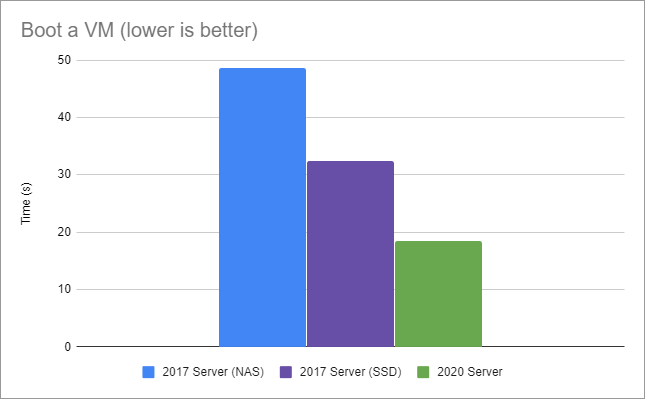 Boot a VM (lower is better)
50
40
30
20
10
0
Time (s)
2017 Server (NAS) 2017 Server (SSD) 2020 Server